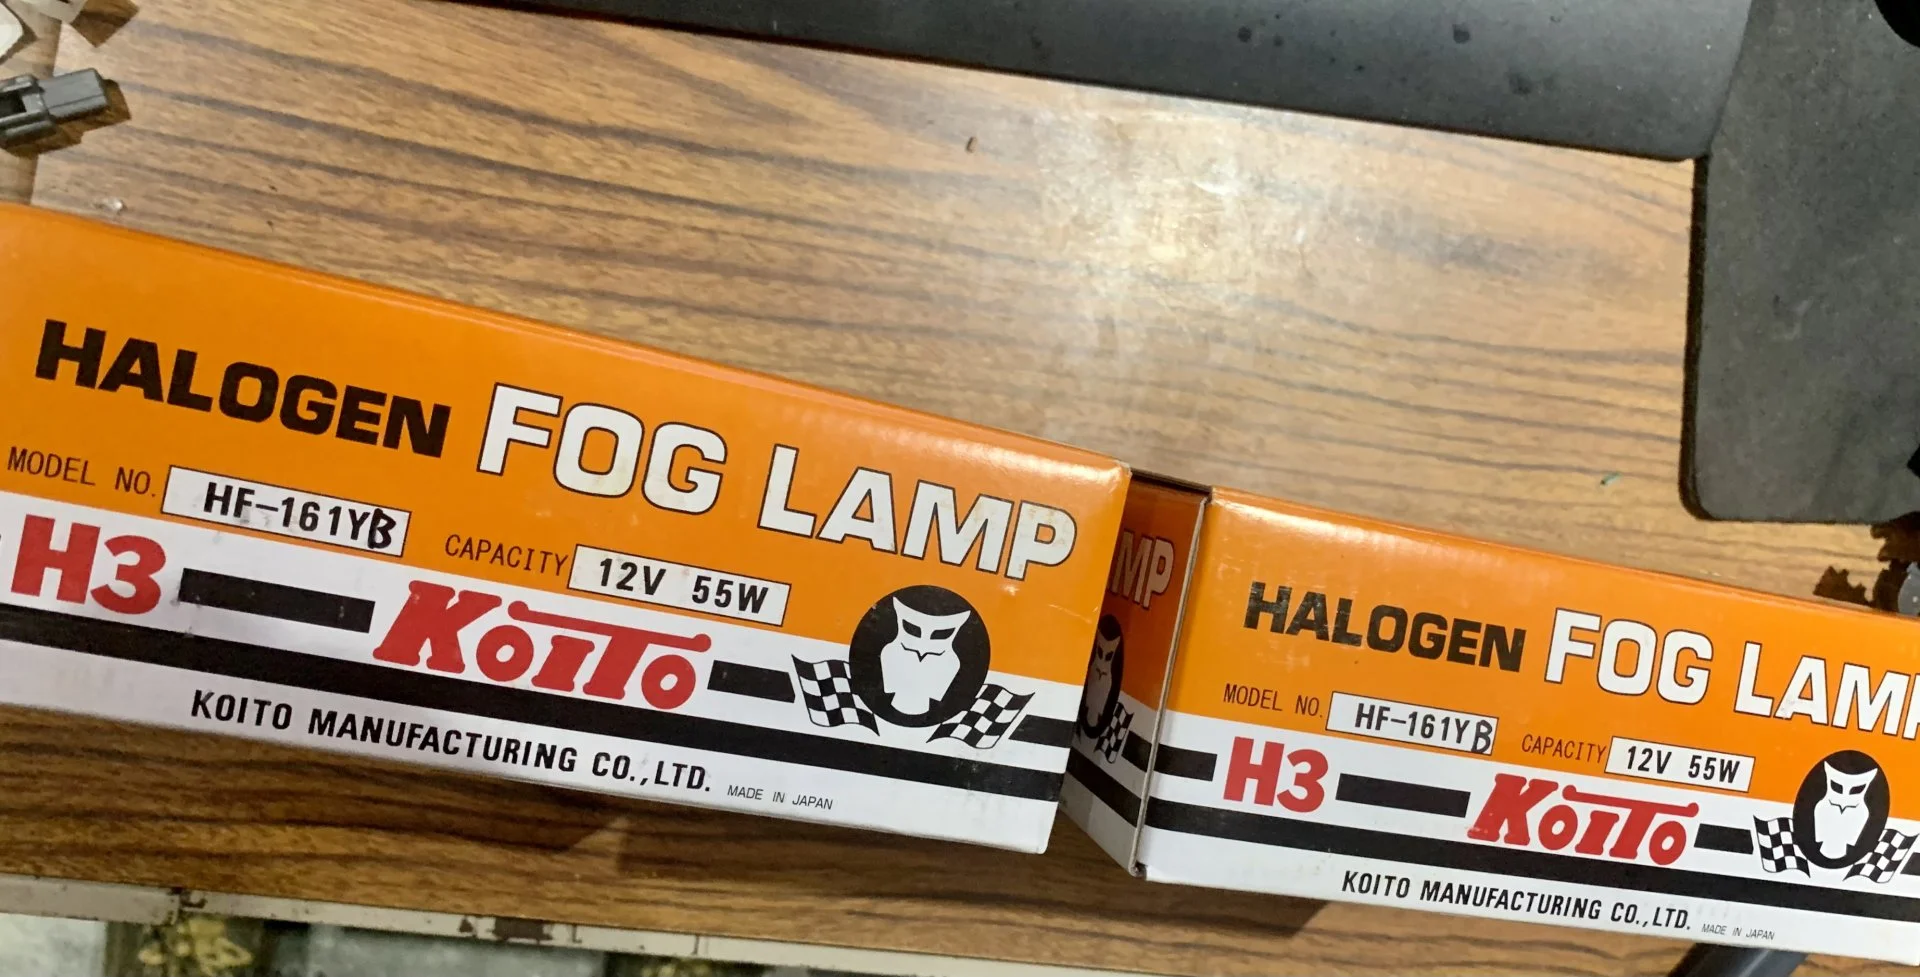 HALOGEN FOG LAMP
MODEL NO. HF-161YB CAPACITY 12V 55W
H3 KOITO
KOITO MANUFACTURING CO.,LTD. MADE IN JAPAN
MP
HALOGEN FOG LAMP
MODEL NO. HF-161YB CAPACITY 12V 55W
H3 KOITO
KOITO MANUFACTURING CO.,LTD. MADE IN JAPAN